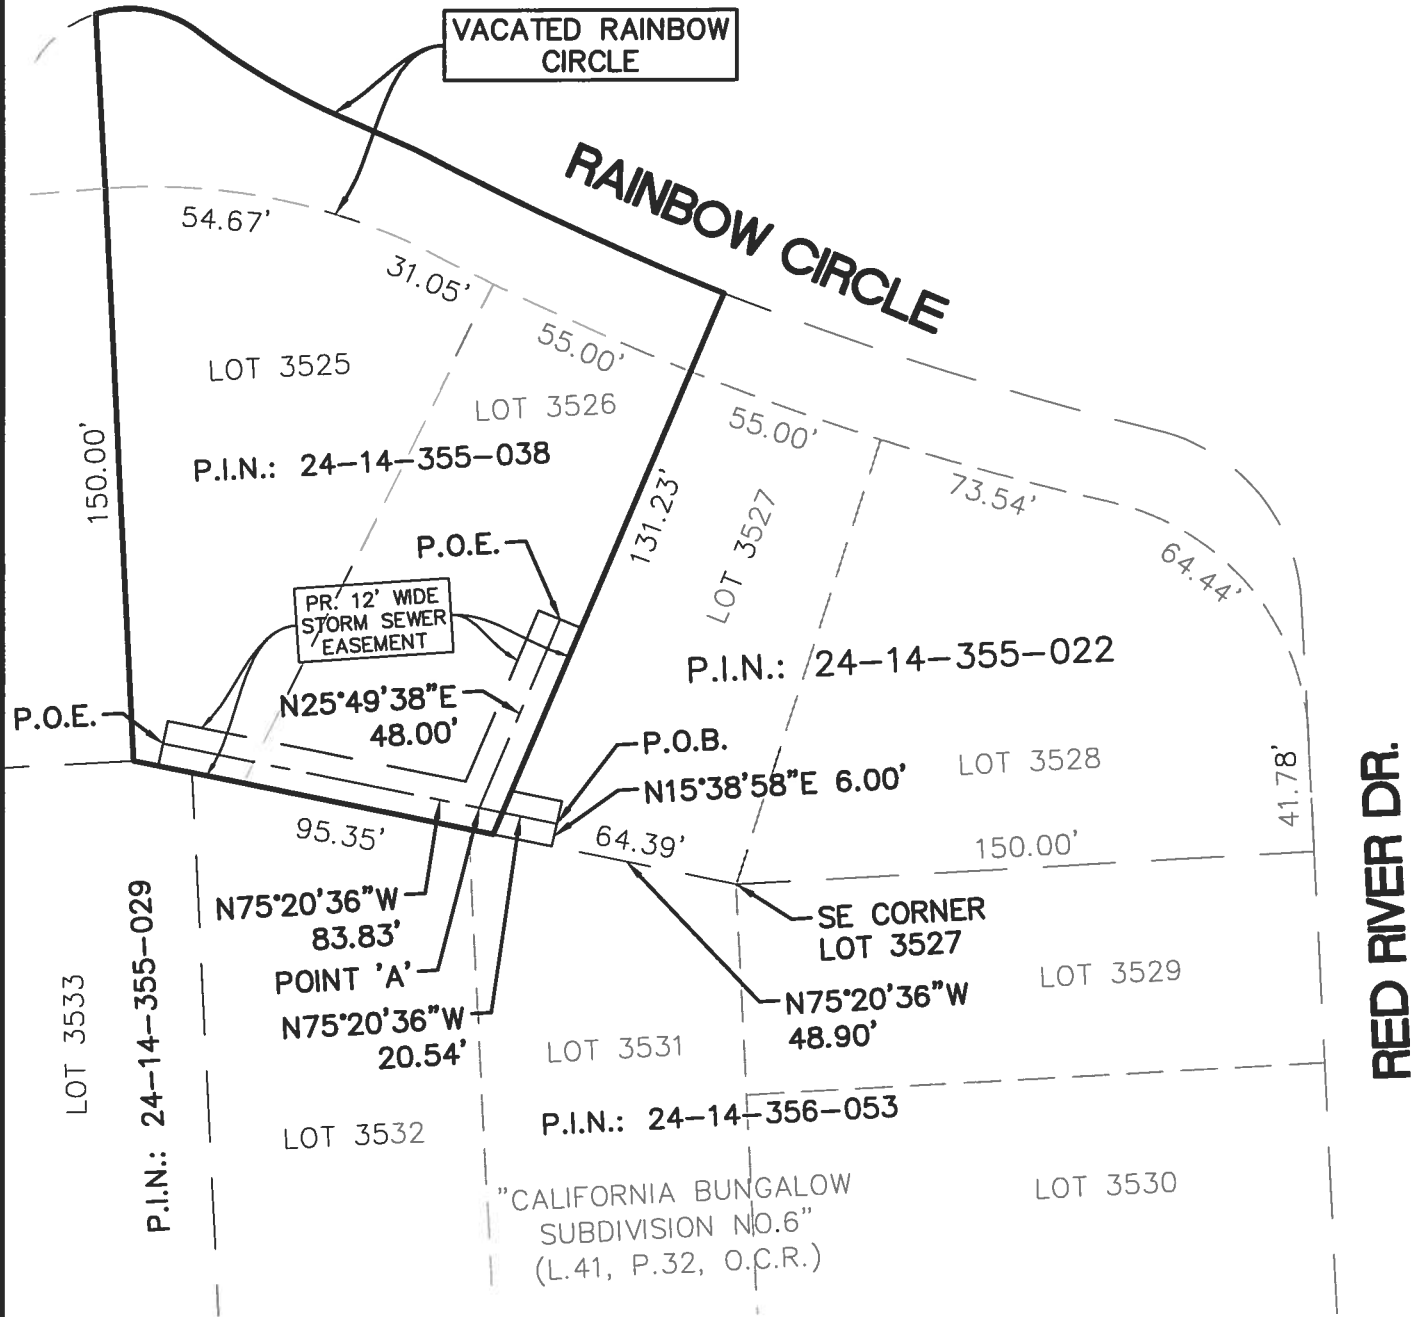 VACATED RAINBOW
CIRCLE
RAINBOW CIRCLE
54.67'
31.05'
55.00'
LOT 3525
LOT 3526
55.00'
73.54'
150.00'
P.I.N.: 24-14-355-038
131.23'
LOT 3527
64.44'
P.O.E.
PR. 12' WIDE
STORM SEWER
EASEMENT
P.I.N.: 24-14-355-022
N25°49'38"E
48.00'
P.O.E.
P.O.B.
N15°38'58"E 6.00'
LOT 3528
41.78'
RED RIVER DR.
95.35'
64.39'
150.00'
N75°20'36"W
83.83'
SE CORNER
LOT 3527
POINT 'A'
N75°20'36"W
20.54'
N75°20'36"W
48.90'
LOT 3529
LOT 3533
P.I.N.: 24-14-355-029
LOT 3531
LOT 3532
P.I.N.: 24-14-356-053
LOT 3530
"CALIFORNIA BUNGALOW
SUBDIVISION NO.6"
(L.41, P.32, O.C.R.)